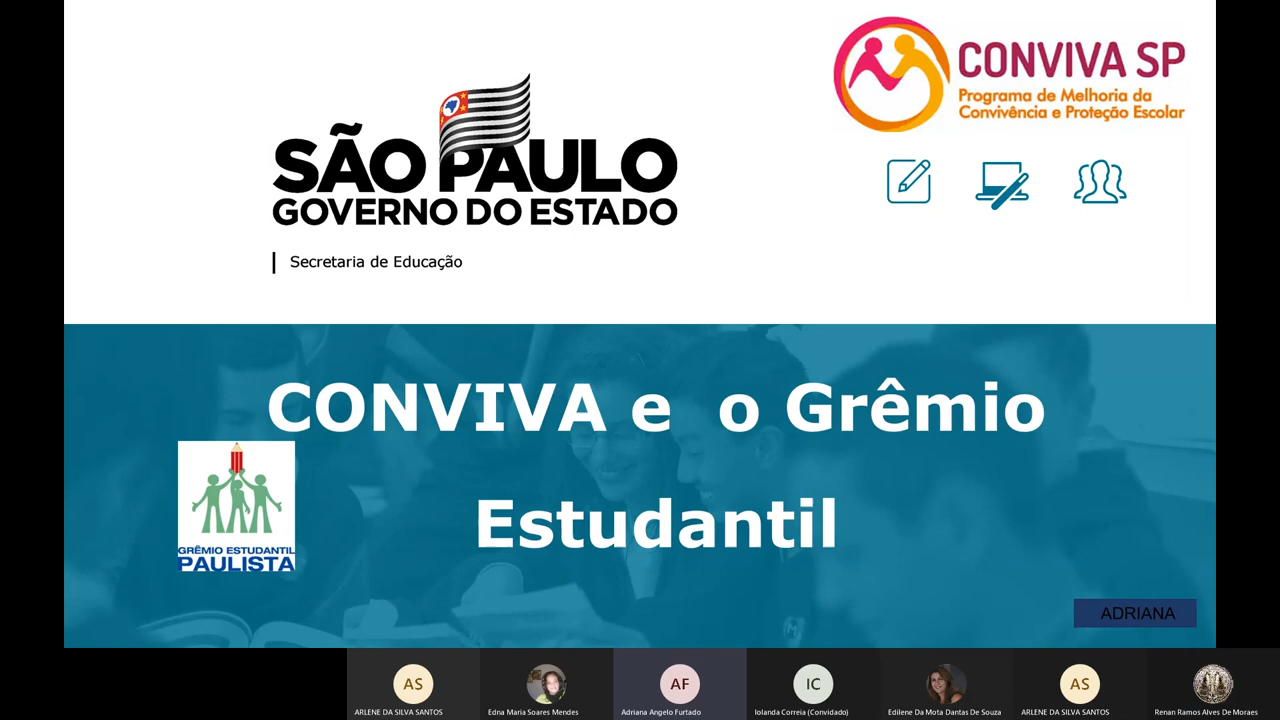 CONVIVA SP
Programa de Melhoria da
Convivência e Proteção Escolar
SÃO PAULO
GOVERNO DO ESTADO
Secretaria de Educação
CONVIVA e o Grêmio
Estudantil
GRÊMIO ESTUDANTIL
PAULISTA
ADRIANA
AS
AF
IC
AS
ARLENE DA SILVA SANTOS
Edna Maria Soares Mendes
Adriana Angelo Furtado
Iolanda Correia (Convidado)
Edilene Da Mota Dantas De Souza
ARLENE DA SILVA SANTOS
Renan Ramos Alves De Moraes